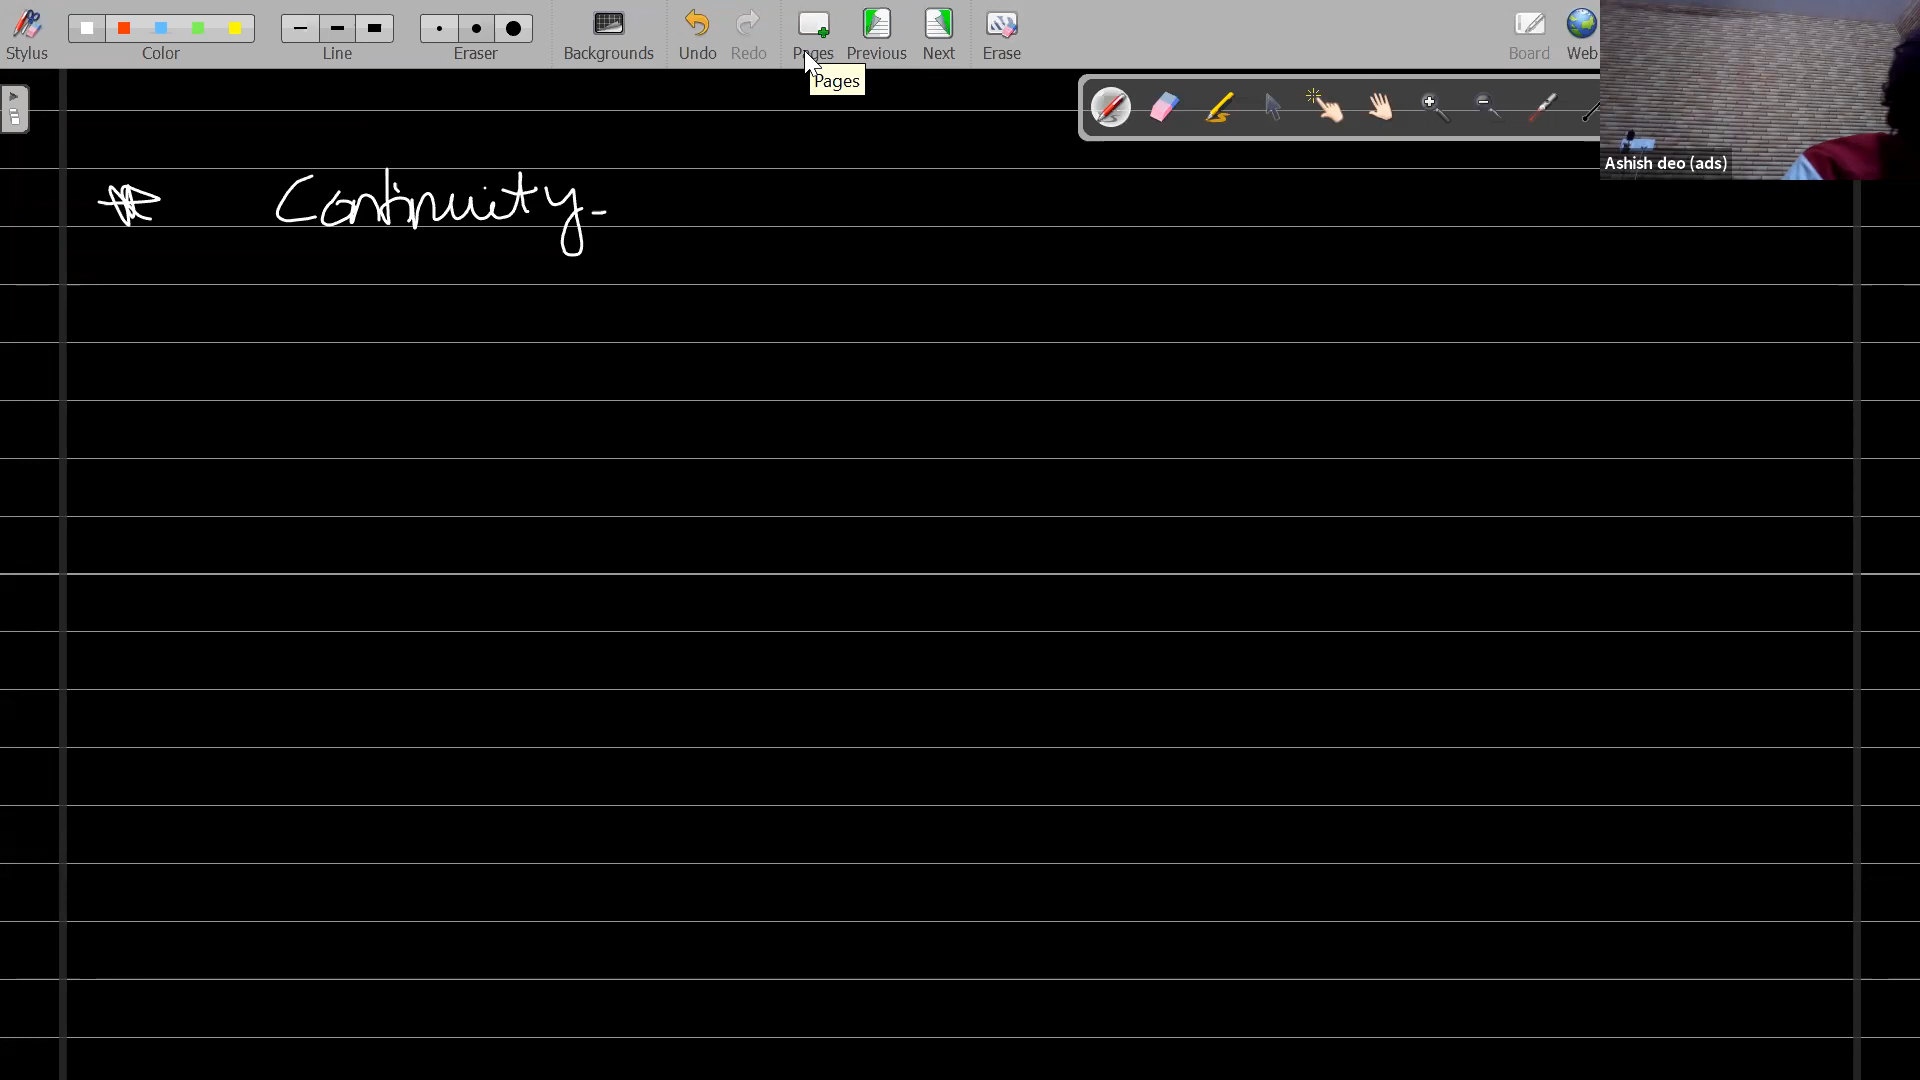 Stylus Color Line Eraser Backgrounds Undo Redo Pages Previous Next Erase Board Web
Pages
Ashish deo (ads)
Continuity-